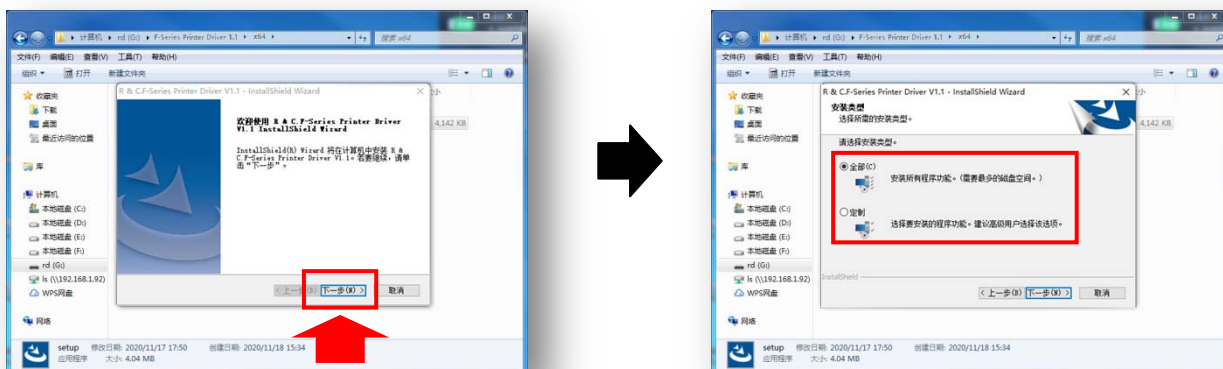 计算机 ▸ rd (G:) ▸ F-Series Printer Driver 1.1 ▸ x64 ▸
搜索 x64
文件(F) 编辑(E) 查看(V) 工具(T) 帮助(H)
组织 ▾ 打开 新建文件夹
收藏夹
下载
桌面
最近访问的位置
库
计算机
本地磁盘 (C:)
本地磁盘 (D:)
本地磁盘 (E:)
本地磁盘 (F:)
rd (G:)
ls (\\192.168.1.92)
WPS网盘
网络
4,142 KB
R & C.F-Series Printer Driver V1.1 - InstallShield Wizard
欢迎使用 R & C.F-Series Printer Driver
V1.1 InstallShield Wizard
InstallShield(R) Wizard 将在计算机中安装 R &
C.F-Series Printer Driver V1.1。若要继续，请单
击“下一步”。
下一步(N) >
取消
setup 修改日期: 2020/11/17 17:50 创建日期: 2020/11/18 15:34
应用程序 大小: 4.04 MB
计算机 ▸ rd (G:) ▸ F-Series Printer Driver 1.1 ▸ x64 ▸
搜索 x64
文件(F) 编辑(E) 查看(V) 工具(T) 帮助(H)
组织 ▾ 打开 新建文件夹
收藏夹
下载
桌面
最近访问的位置
库
计算机
本地磁盘 (C:)
本地磁盘 (D:)
本地磁盘 (E:)
本地磁盘 (F:)
rd (G:)
ls (\\192.168.1.92)
WPS网盘
网络
4,142 KB
R & C.F-Series Printer Driver V1.1 - InstallShield Wizard
安装类型
选择所需的安装类型。
请选择安装类型。
全部(C)
安装所有程序功能。(需要最多的磁盘空间。)
定制
选择要安装的程序功能。建议高级用户选择该选项。
InstallShield
< 上一步(B) 下一步(N) > 取消
setup 修改日期: 2020/11/17 17:50 创建日期: 2020/11/18 15:34
应用程序 大小: 4.04 MB